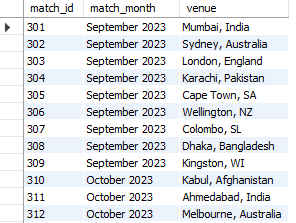 match_id match_month venue
301 September 2023 Mumbai, India
302 September 2023 Sydney, Australia
303 September 2023 London, England
304 September 2023 Karachi, Pakistan
305 September 2023 Cape Town, SA
306 September 2023 Wellington, NZ
307 September 2023 Colombo, SL
308 September 2023 Dhaka, Bangladesh
309 September 2023 Kingston, WI
310 October 2023 Kabul, Afghanistan
311 October 2023 Ahmedabad, India
312 October 2023 Melbourne, Australia